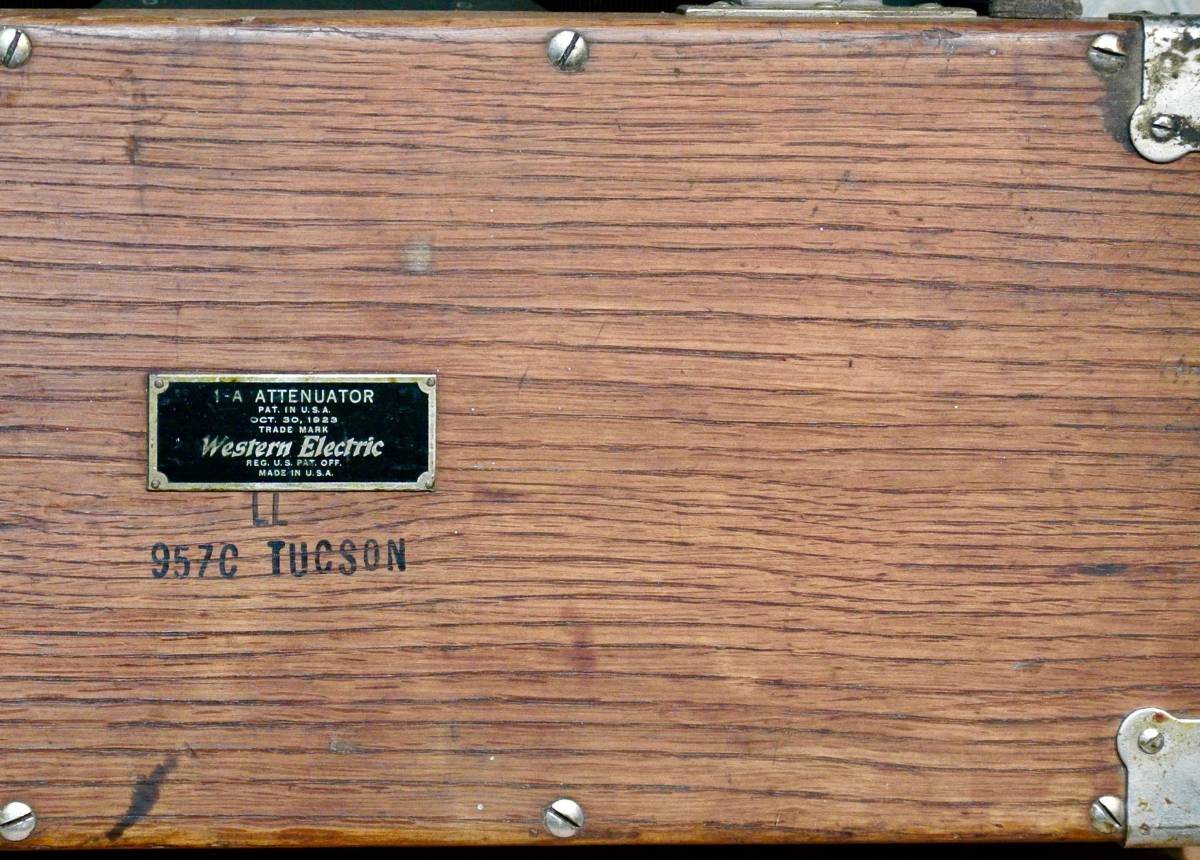 1-A ATTENUATOR
PAT. IN U.S.A.
OCT. 30, 1923
TRADE MARK
Western Electric
REG. U.S. PAT. OFF.
MADE IN U.S.A.
LL
957C TUCSON